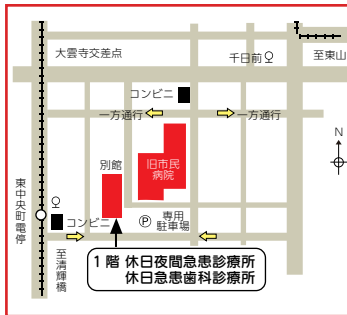 大雲寺交差点
千日前
至東山
コンビニ
一方通行
一方通行
N
旧市民
病院
別館
東中央町電停
コンビニ
P
専用
駐車場
至清輝橋
1階 休日夜間急患診療所
休日急患歯科診療所